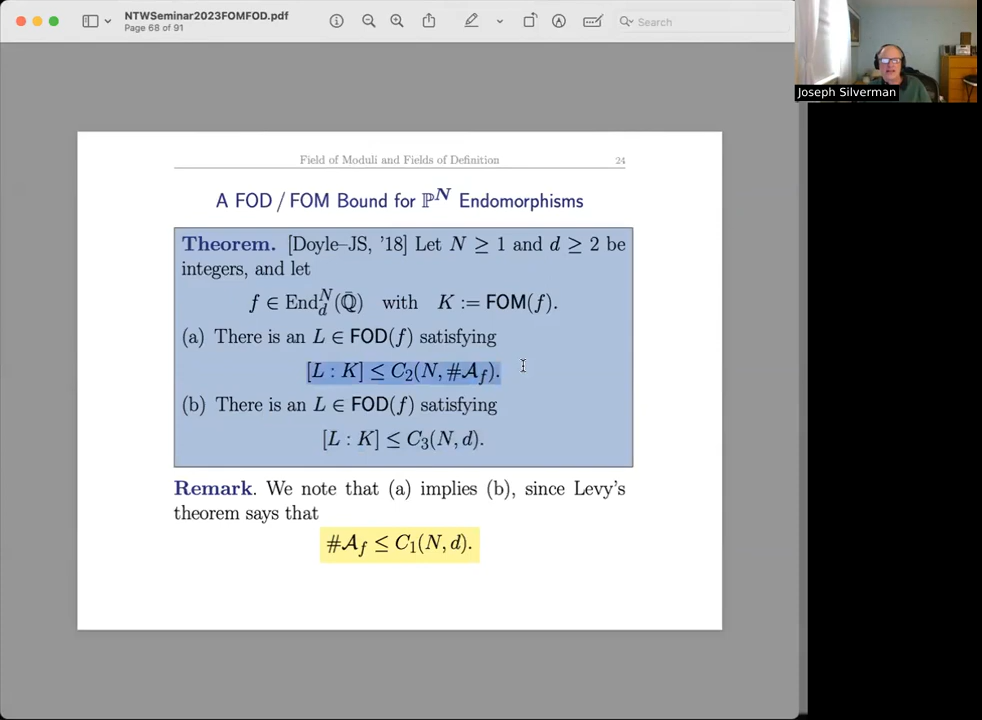 NTWSeminar2023FOMFOD.pdf
Page 68 of 91
Search
Joseph Silverman
Field of Moduli and Fields of Definition 24
A FOD / FOM Bound for ℙ^N Endomorphisms
Theorem. [Doyle–JS, '18] Let N ≥ 1 and d ≥ 2 be
integers, and let
f ∈ End_d^N(ℚ̄) with K := FOM(f).
(a) There is an L ∈ FOD(f) satisfying
[L : K] ≤ C₂(N, #𝒜_f).
(b) There is an L ∈ FOD(f) satisfying
[L : K] ≤ C₃(N, d).
Remark. We note that (a) implies (b), since Levy's
theorem says that
#𝒜_f ≤ C₁(N, d).